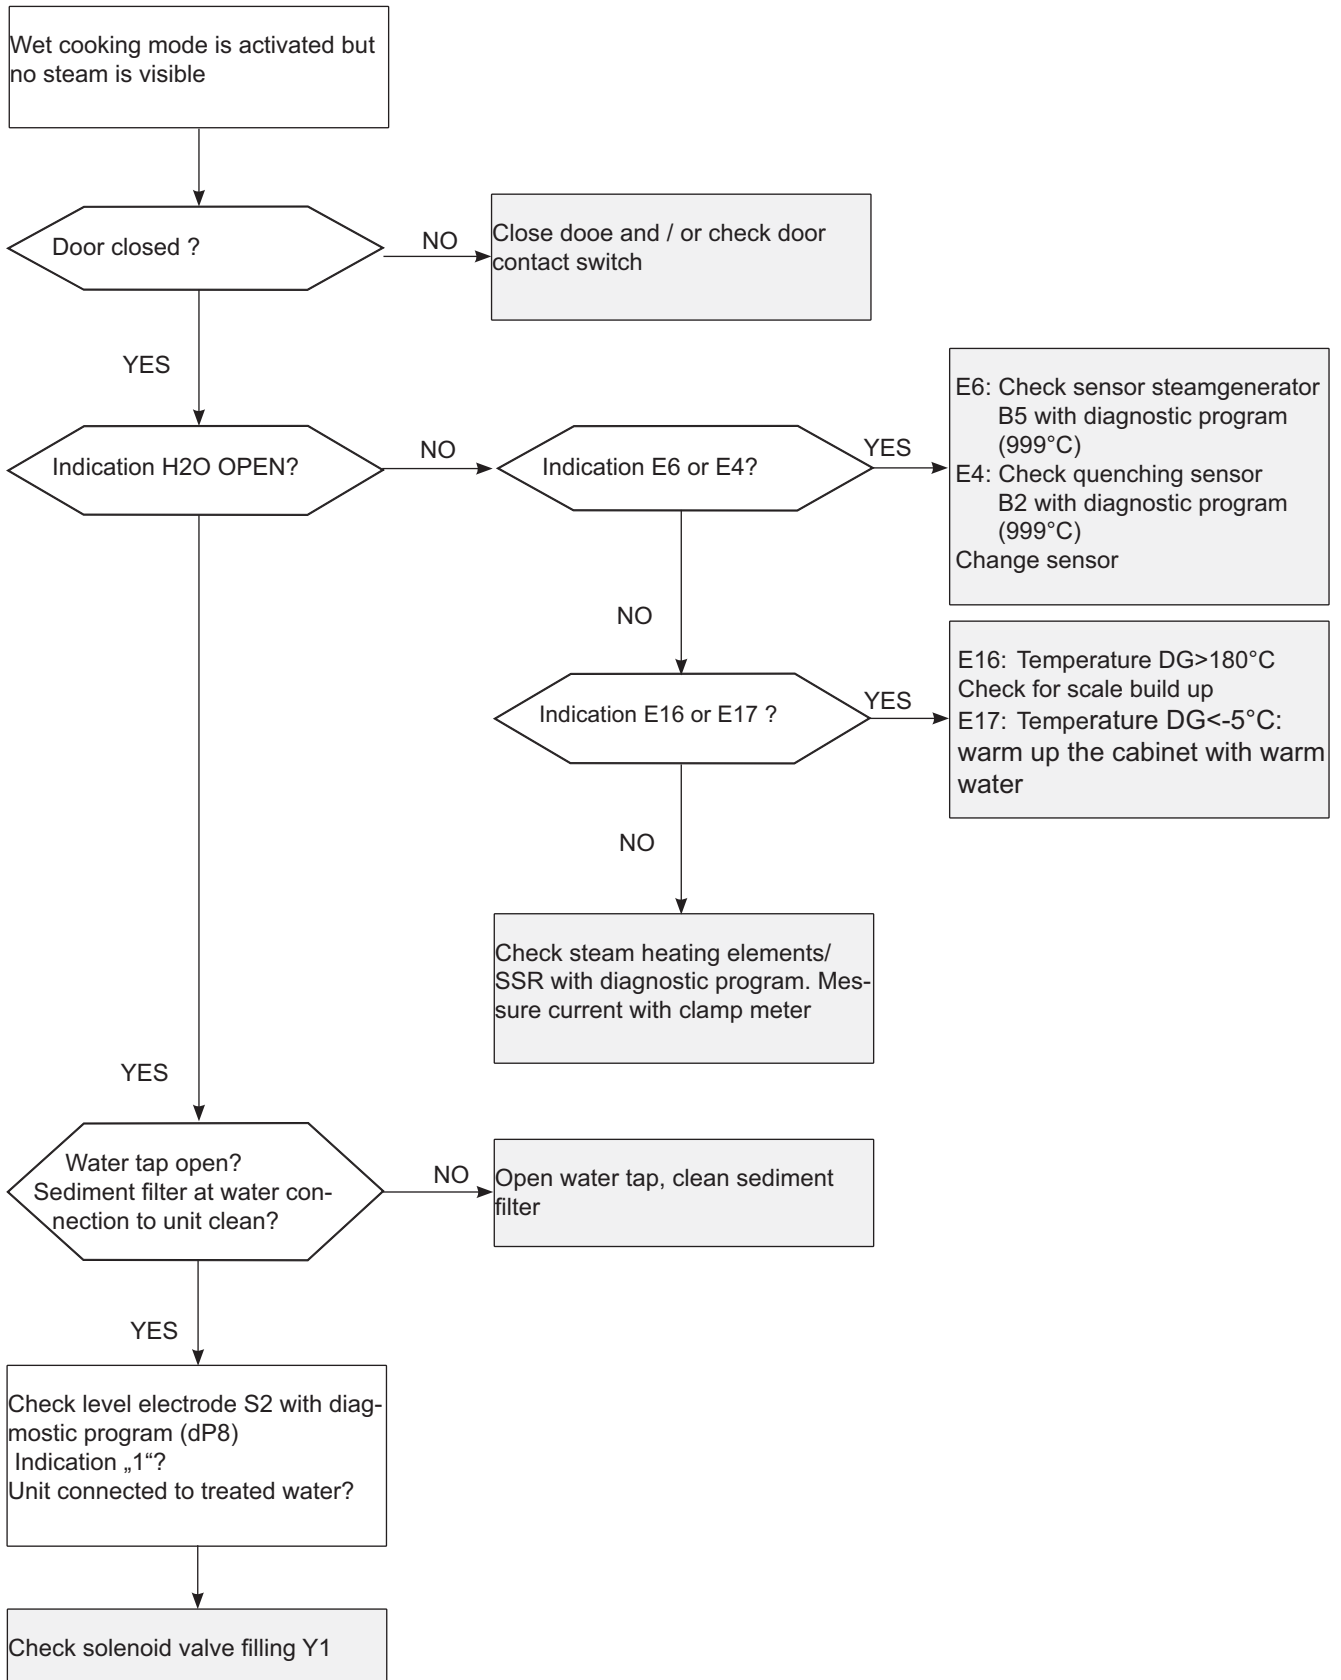 Wet cooking mode is activated but
no steam is visible
Door closed ?
NO
Close dooe and / or check door
contact switch
YES
Indication H2O OPEN?
NO
Indication E6 or E4?
YES
E6: Check sensor steamgenerator
B5 with diagnostic program
(999°C)
E4: Check quenching sensor
B2 with diagnostic program
(999°C)
Change sensor
NO
Indication E16 or E17 ?
YES
E16: Temperature DG>180°C
Check for scale build up
E17: Temperature DG<-5°C:
warm up the cabinet with warm
water
NO
Check steam heating elements/
SSR with diagnostic program. Mes-
sure current with clamp meter
YES
Water tap open?
Sediment filter at water con-
nection to unit clean?
NO
Open water tap, clean sediment
filter
YES
Check level electrode S2 with diag-
mostic program (dP8)
Indication „1“?
Unit connected to treated water?
Check solenoid valve filling Y1